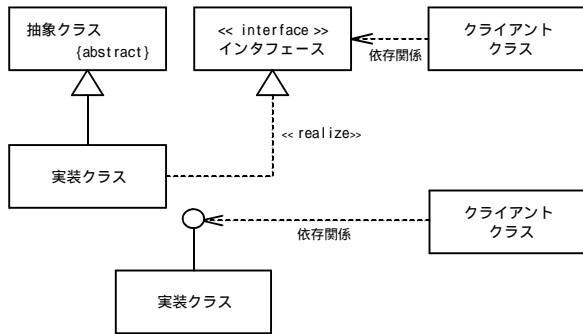 抽象クラス
{abstract}
<< interface >>
インタフェース
クライアント
クラス
依存関係
<< realize>>
実装クラス
クライアント
クラス
依存関係
実装クラス